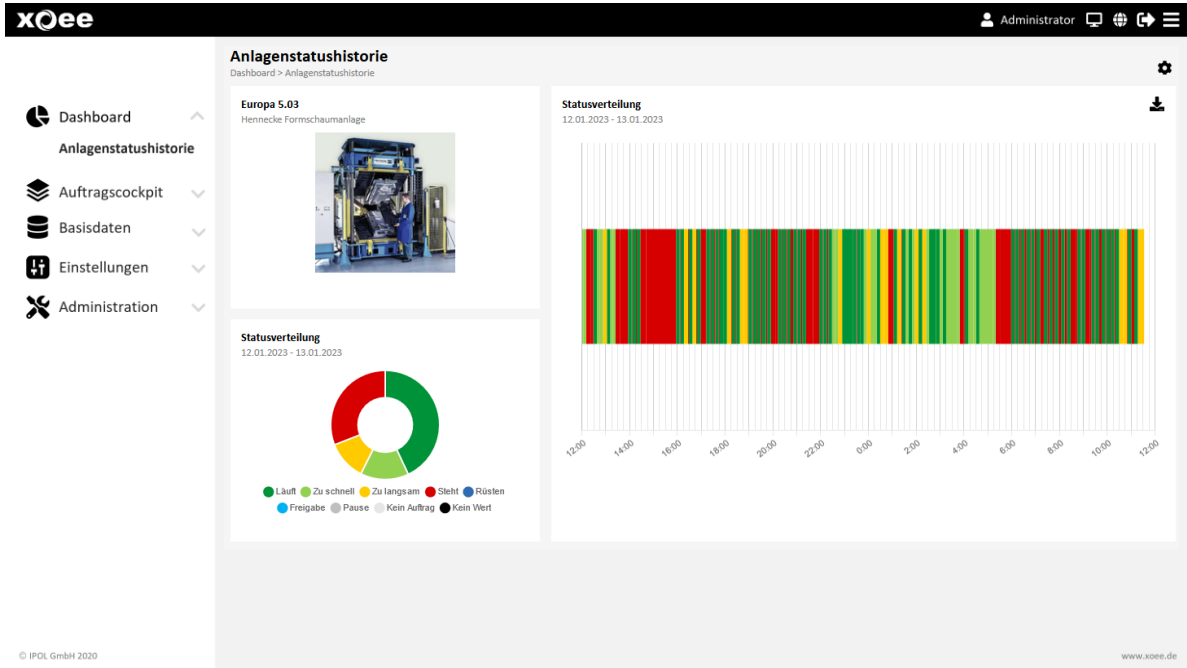 xoee
Administrator
Dashboard
Anlagenstatushistorie
Auftragscockpit
Basisdaten
Einstellungen
Administration
© IPOL GmbH 2020
Anlagenstatushistorie
Dashboard > Anlagenstatushistorie
Europa 5.03
Hennecke Formschaumanlage
Statusverteilung
12.01.2023 - 13.01.2023
Läuft Zu schnell Zu langsam Steht Rüsten
Freigabe Pause Kein Auftrag Kein Wert
Statusverteilung
12.01.2023 - 13.01.2023
12:00 14:00 16:00 18:00 20:00 22:00 0:00 2:00 4:00 6:00 8:00 10:00 12:00
www.xoee.de